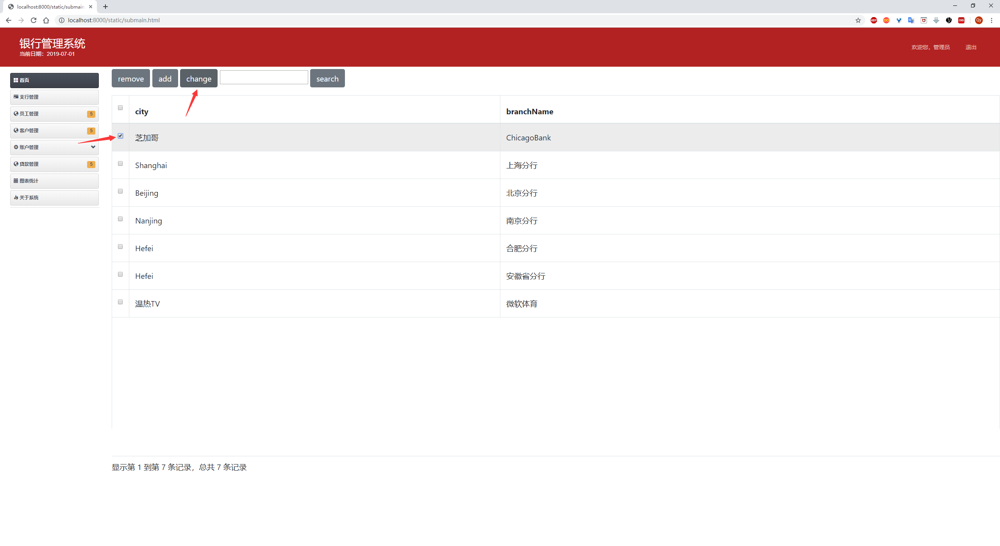 localhost:8000/static/submain.
localhost:8000/static/submain.html
ABP
CORS
Qy
银行管理系统
当前日期：2019-07-01
欢迎您，管理员
退出
首页
支行管理
员工管理 5
客户管理 5
账户管理
贷款管理 5
图表统计
关于系统
remove add change search
city branchName
芝加哥 ChicagoBank
Shanghai 上海分行
Beijing 北京分行
Nanjing 南京分行
Hefei 合肥分行
Hefei 安徽省分行
温热TV 微软体育
显示第 1 到第 7 条记录，总共 7 条记录